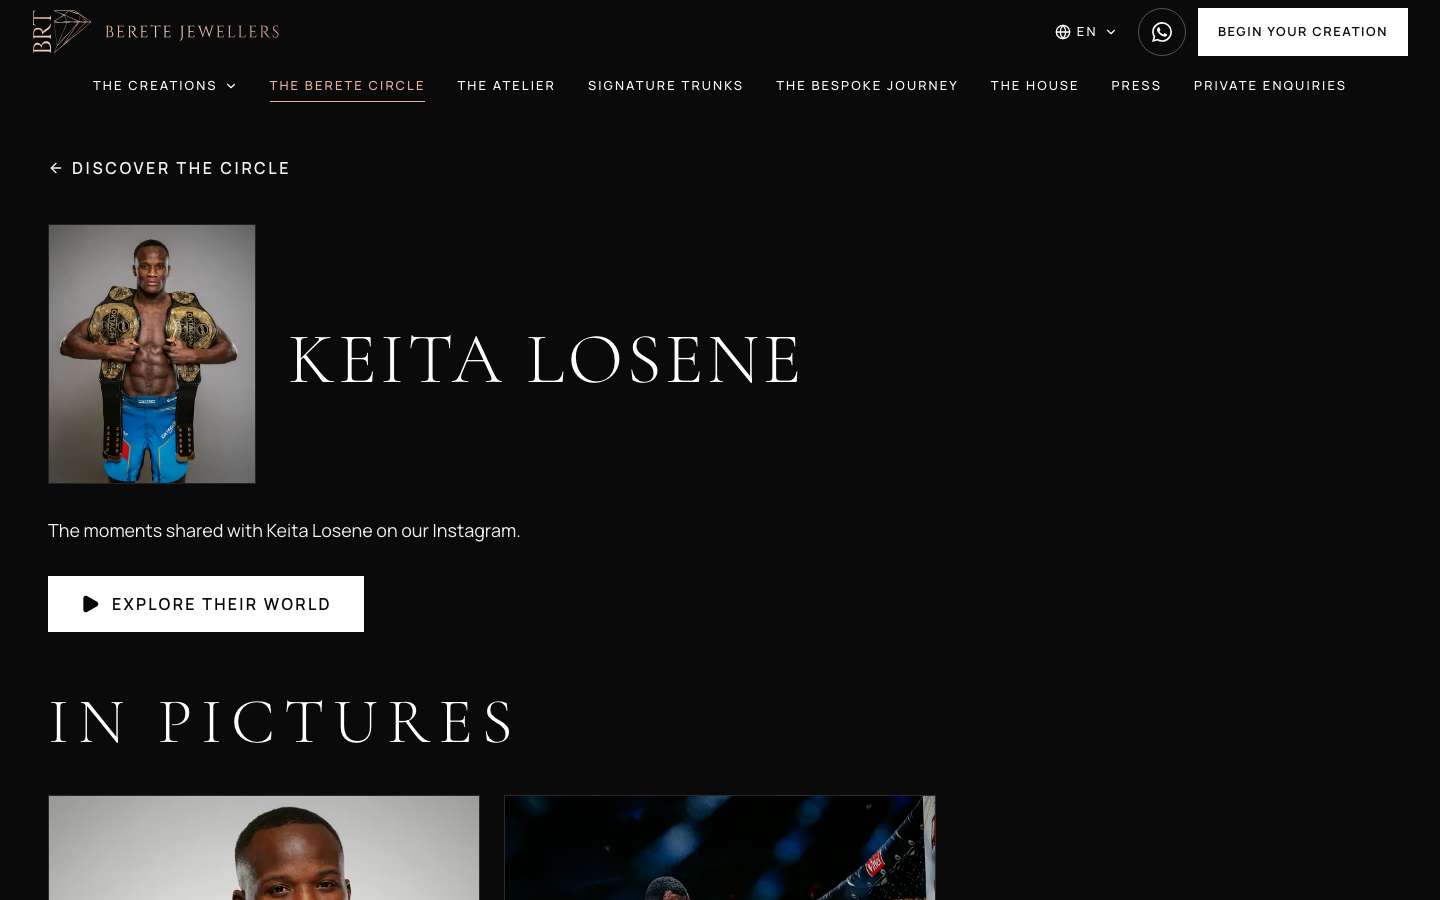 BRT
BERETE JEWELLERS
EN
BEGIN YOUR CREATION
THE CREATIONS
THE BERETE CIRCLE
THE ATELIER
SIGNATURE TRUNKS
THE BESPOKE JOURNEY
THE HOUSE
PRESS
PRIVATE ENQUIRIES
DISCOVER THE CIRCLE
KEITA LOSENE
The moments shared with Keita Losene on our Instagram.
EXPLORE THEIR WORLD
IN PICTURES